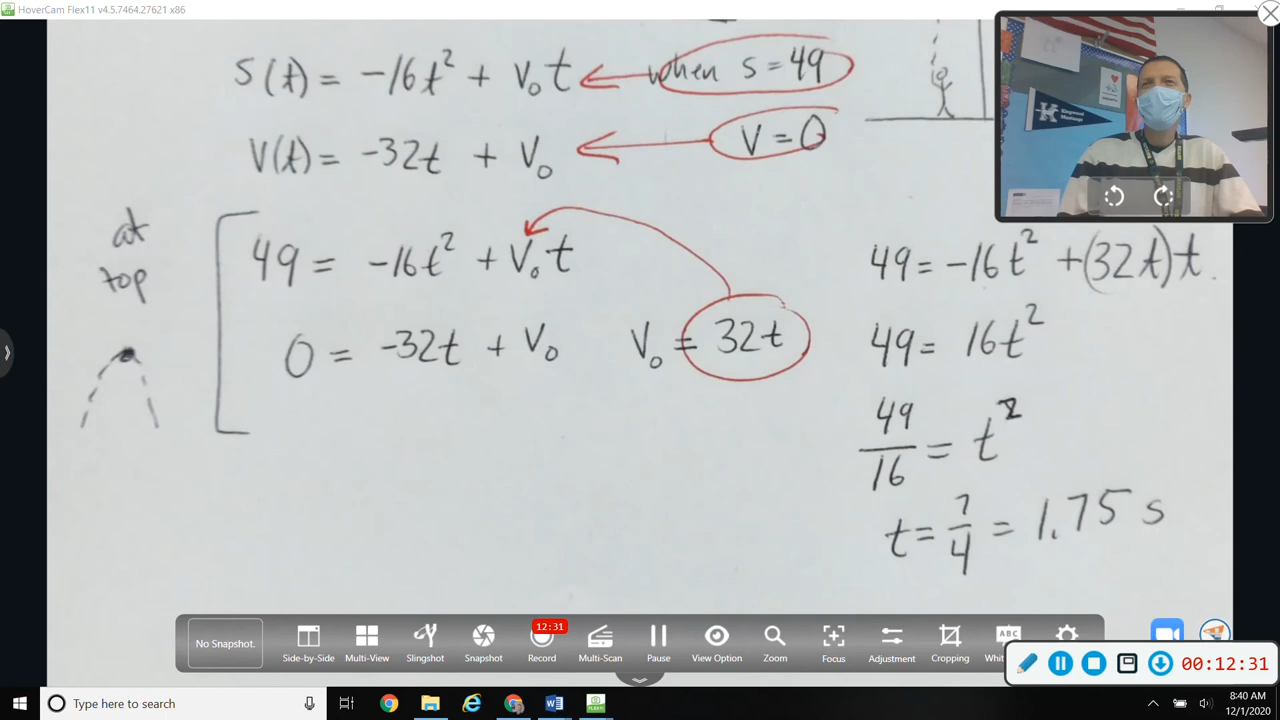 HoverCam Flex11 v4.5.7464.27621 x86
S(t) = -16t² + v₀t when s = 49
V(t) = -32t + V₀ V = 0
at top
49 = -16t² + V₀t
0 = -32t + V₀ V₀ = 32t
49 = -16t² + (32t)t.
49 = 16t²
49/16 = t²
t = 7/4 = 1.75 s
No Snapshot.
Side-by-Side
Multi-View
Slingshot
Snapshot
12:31
Record
Multi-Scan
Pause
View Option
Zoom
Focus
Adjustment
Cropping
ABC
Whit
00:12:31
Type here to search
8:40 AM
12/1/2020
K